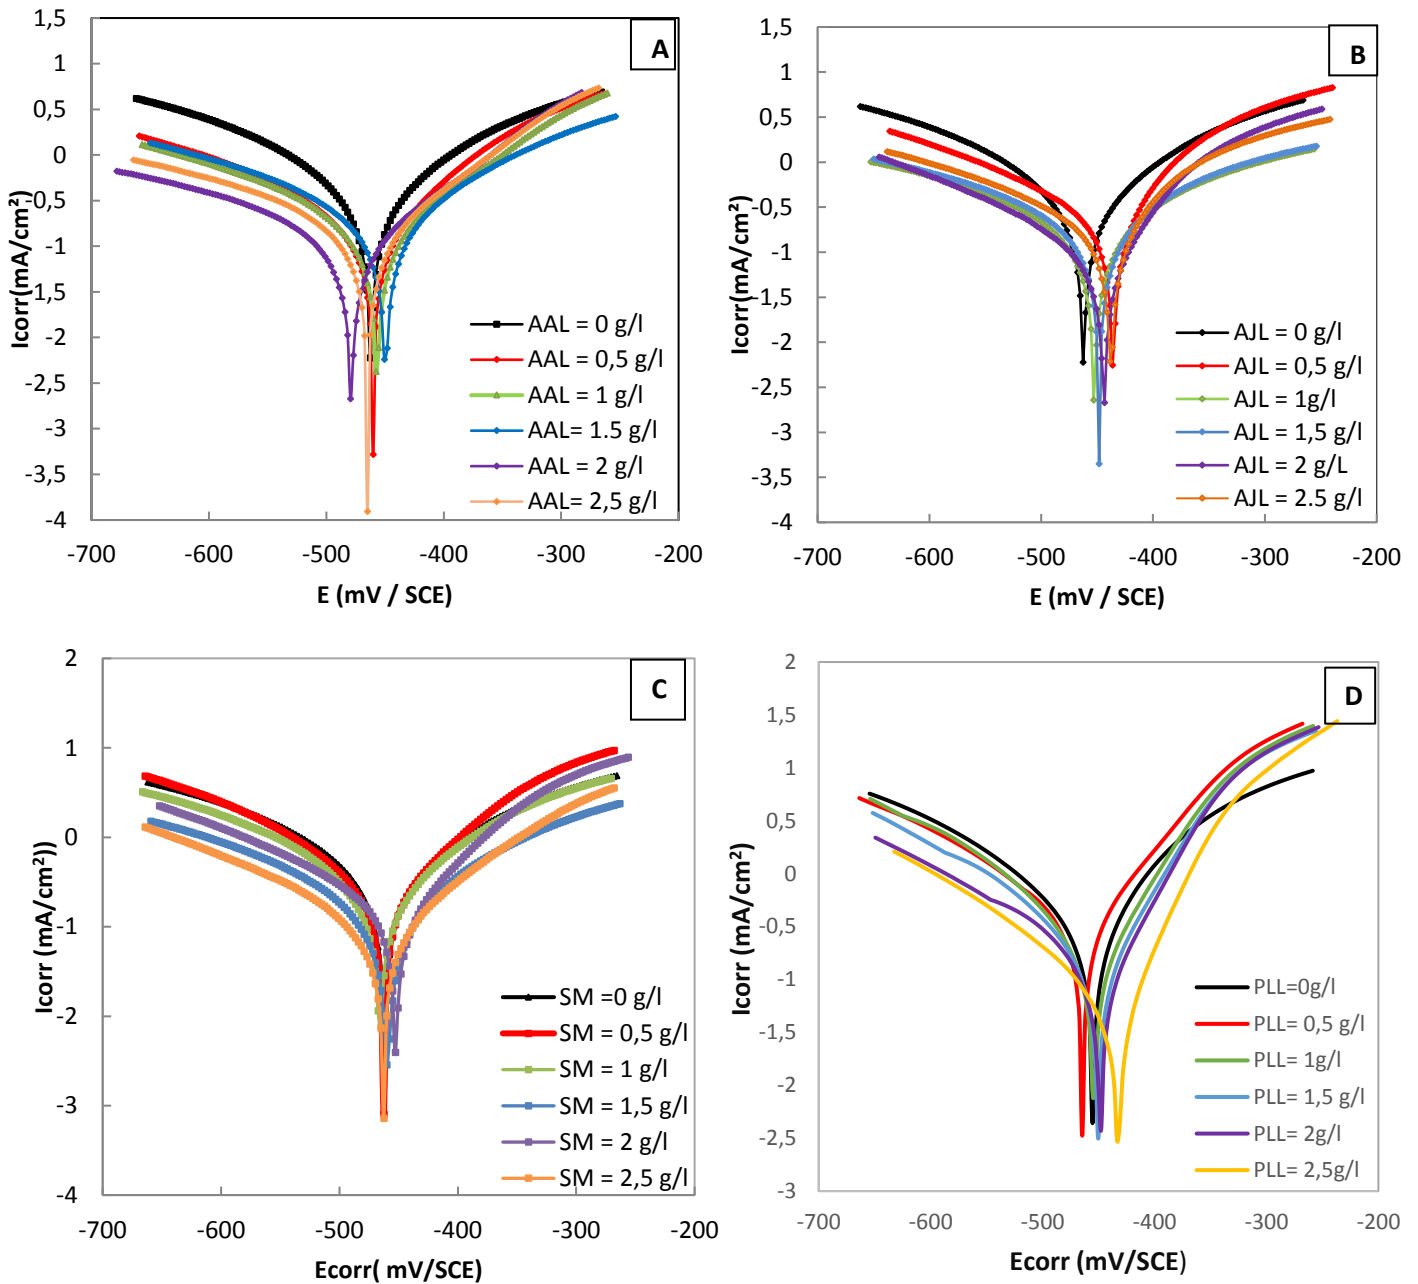 A
1,5
1
0,5
0
-0,5
-1
-1,5
-2
-2,5
-3
-3,5
-4
Icorr(mA/cm²)
AAL = 0 g/l
AAL = 0,5 g/l
AAL = 1 g/l
AAL= 1.5 g/l
AAL = 2 g/l
AAL= 2,5 g/l
-700 -600 -500 -400 -300 -200
E (mV / SCE)
B
1,5
1
0,5
0
-0,5
-1
-1,5
-2
-2,5
-3
-3,5
-4
Icorr(mA/cm²)
AJL = 0 g/l
AJL = 0,5 g/l
AJL = 1g/l
AJL = 1,5 g/l
AJL = 2 g/L
AJL = 2.5 g/l
-700 -600 -500 -400 -300 -200
E (mV / SCE)
C
2
1
0
-1
-2
-3
-4
Icorr (mA/cm²))
SM =0 g/l
SM = 0,5 g/l
SM = 1 g/l
SM = 1,5 g/l
SM = 2 g/l
SM = 2,5 g/l
-700 -600 -500 -400 -300 -200
Ecorr( mV/SCE)
D
2
1,5
1
0,5
0
-0,5
-1
-1,5
-2
-2,5
-3
Icorr (mA/cm²)
PLL=0g/l
PLL= 0,5 g/l
PLL= 1g/l
PLL= 1,5 g/l
PLL= 2g/l
PLL= 2,5g/l
-700 -600 -500 -400 -300 -200
Ecorr (mV/SCE)